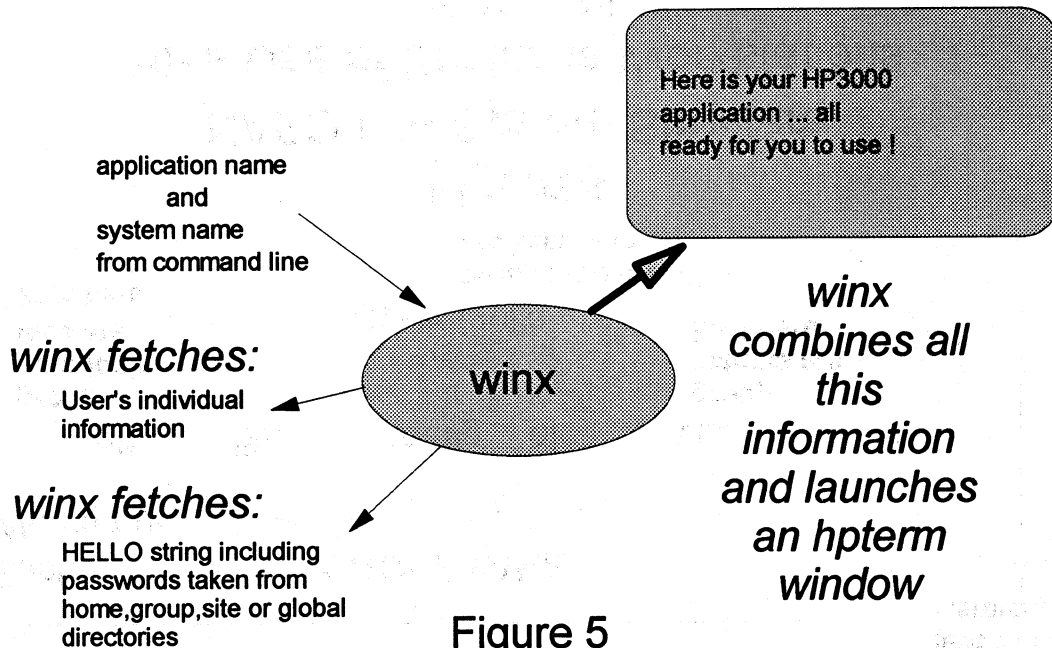 Here is your HP3000
application ... all
ready for you to use !
application name
and
system name
from command line
winx fetches:
User's individual
information
winx fetches:
HELLO string including
passwords taken from
home,group,site or global
directories
winx
winx
combines all
this
information
and launches
an hpterm
window
Figure 5